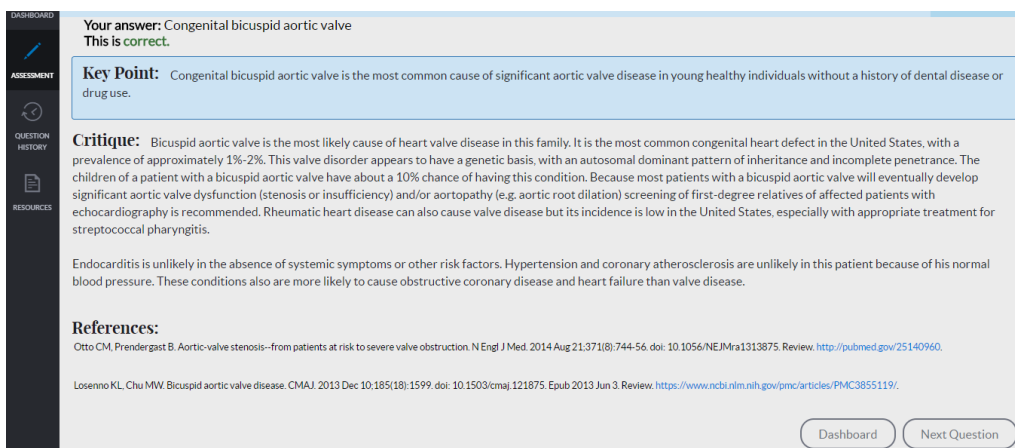 DASHBOARD
ASSESSMENT
QUESTION
HISTORY
RESOURCES
Your answer: Congenital bicuspid aortic valve
This is correct.
Key Point: Congenital bicuspid aortic valve is the most common cause of significant aortic valve disease in young healthy individuals without a history of dental disease or
drug use.
Critique: Bicuspid aortic valve is the most likely cause of heart valve disease in this family. It is the most common congenital heart defect in the United States, with a
prevalence of approximately 1%-2%. This valve disorder appears to have a genetic basis, with an autosomal dominant pattern of inheritance and incomplete penetrance. The
children of a patient with a bicuspid aortic valve have about a 10% chance of having this condition. Because most patients with a bicuspid aortic valve will eventually develop
significant aortic valve dysfunction (stenosis or insufficiency) and/or aortopathy (e.g. aortic root dilation) screening of first-degree relatives of affected patients with
echocardiography is recommended. Rheumatic heart disease can also cause valve disease but its incidence is low in the United States, especially with appropriate treatment for
streptococcal pharyngitis.
Endocarditis is unlikely in the absence of systemic symptoms or other risk factors. Hypertension and coronary atherosclerosis are unlikely in this patient because of his normal
blood pressure. These conditions also are more likely to cause obstructive coronary disease and heart failure than valve disease.
References:
Otto CM, Prendergast B. Aortic-valve stenosis--from patients at risk to severe valve obstruction. N Engl J Med. 2014 Aug 21;371(8):744-56. doi: 10.1056/NEJMra1313875. Review. http://pubmed.gov/25140960.
Losenno KL, Chu MW. Bicuspid aortic valve disease. CMAJ. 2013 Dec 10;185(18):1599. doi: 10.1503/cmaj.121875. Epub 2013 Jun 3. Review. https://www.ncbi.nlm.nih.gov/pmc/articles/PMC3855119/.
Dashboard
Next Question